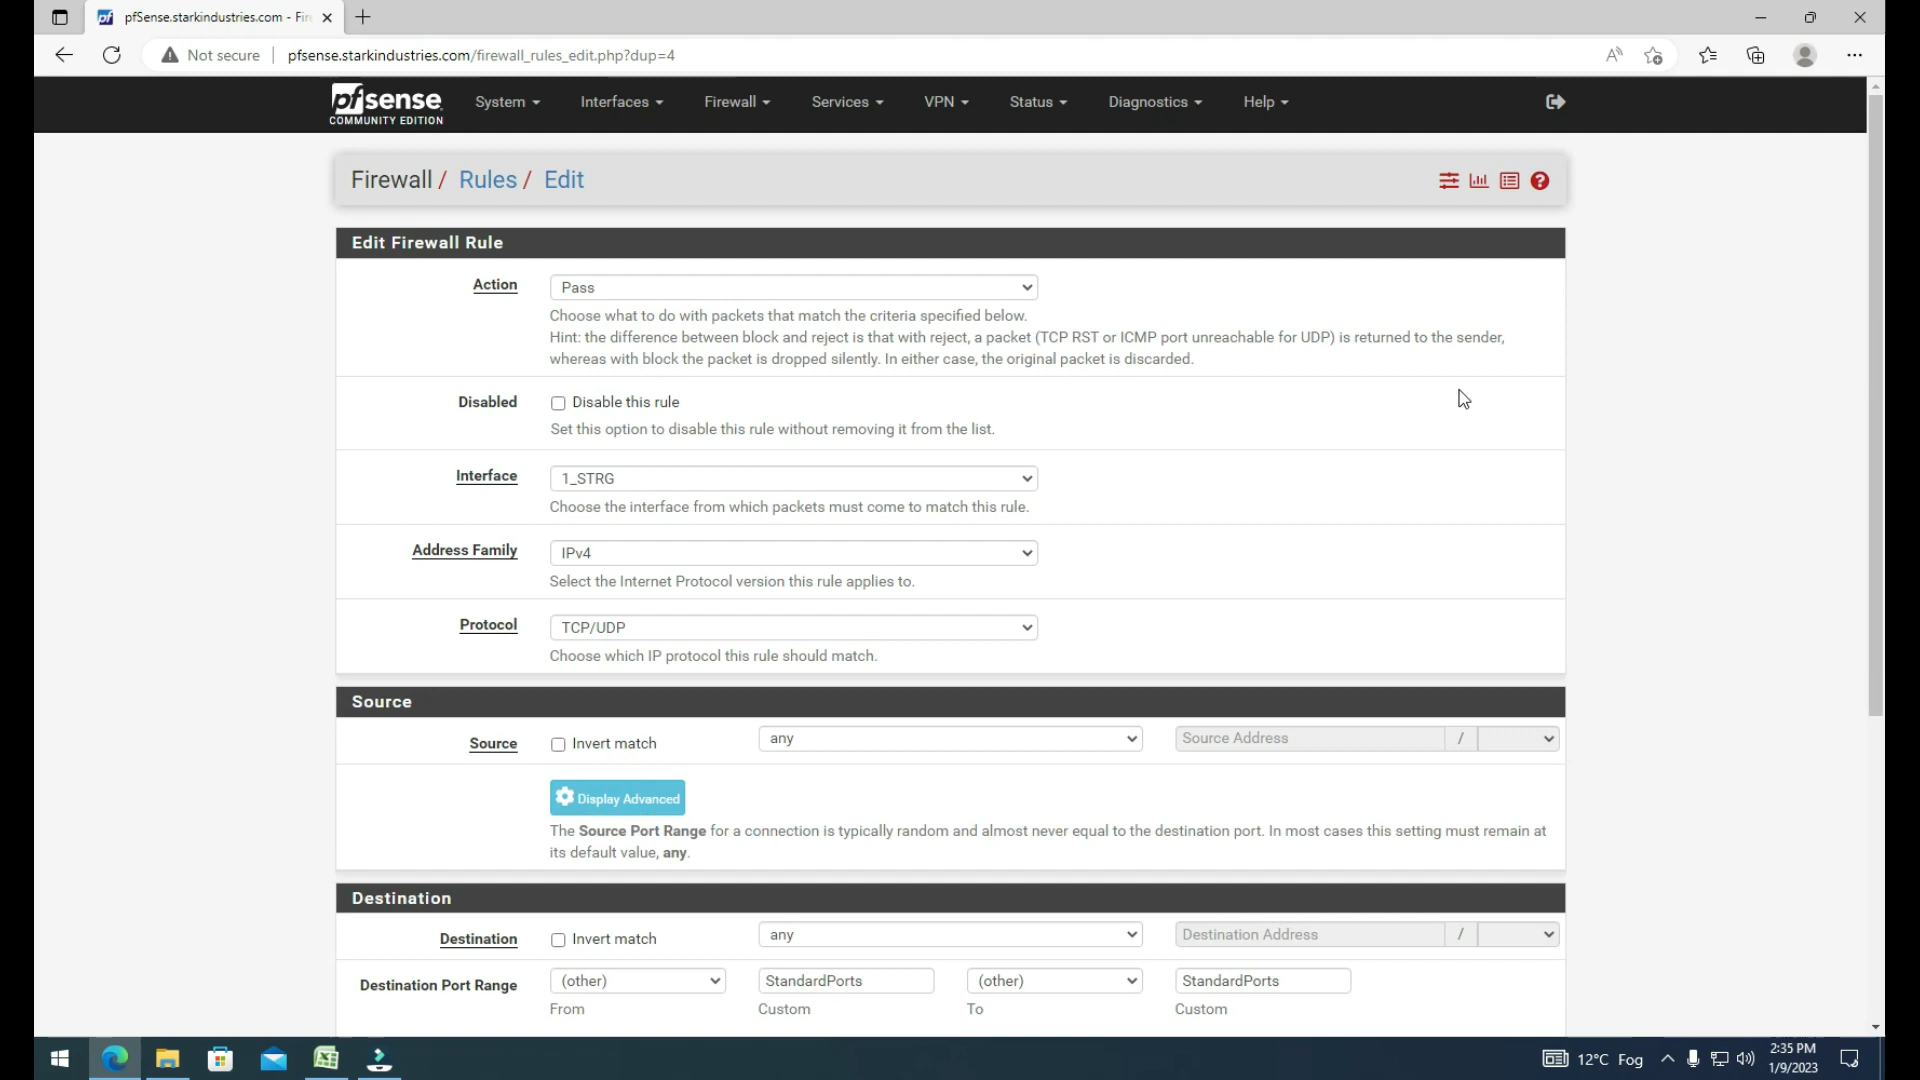 pfSense.starkindustries.com - Fir
Not secure
pfsense.starkindustries.com/firewall_rules_edit.php?dup=4
pfsense
COMMUNITY EDITION
System
Interfaces
Firewall
Services
VPN
Status
Diagnostics
Help
Firewall / Rules / Edit
Edit Firewall Rule
Action
Pass
Choose what to do with packets that match the criteria specified below.
Hint: the difference between block and reject is that with reject, a packet (TCP RST or ICMP port unreachable for UDP) is returned to the sender,
whereas with block the packet is dropped silently. In either case, the original packet is discarded.
Disabled
Disable this rule
Set this option to disable this rule without removing it from the list.
Interface
1_STRG
Choose the interface from which packets must come to match this rule.
Address Family
IPv4
Select the Internet Protocol version this rule applies to.
Protocol
TCP/UDP
Choose which IP protocol this rule should match.
Source
Source
Invert match
any
Source Address
/
Display Advanced
The Source Port Range for a connection is typically random and almost never equal to the destination port. In most cases this setting must remain at
its default value, any.
Destination
Destination
Invert match
any
Destination Address
/
Destination Port Range
(other)
StandardPorts
(other)
StandardPorts
From
Custom
To
Custom
12°C Fog
2:35 PM
1/9/2023